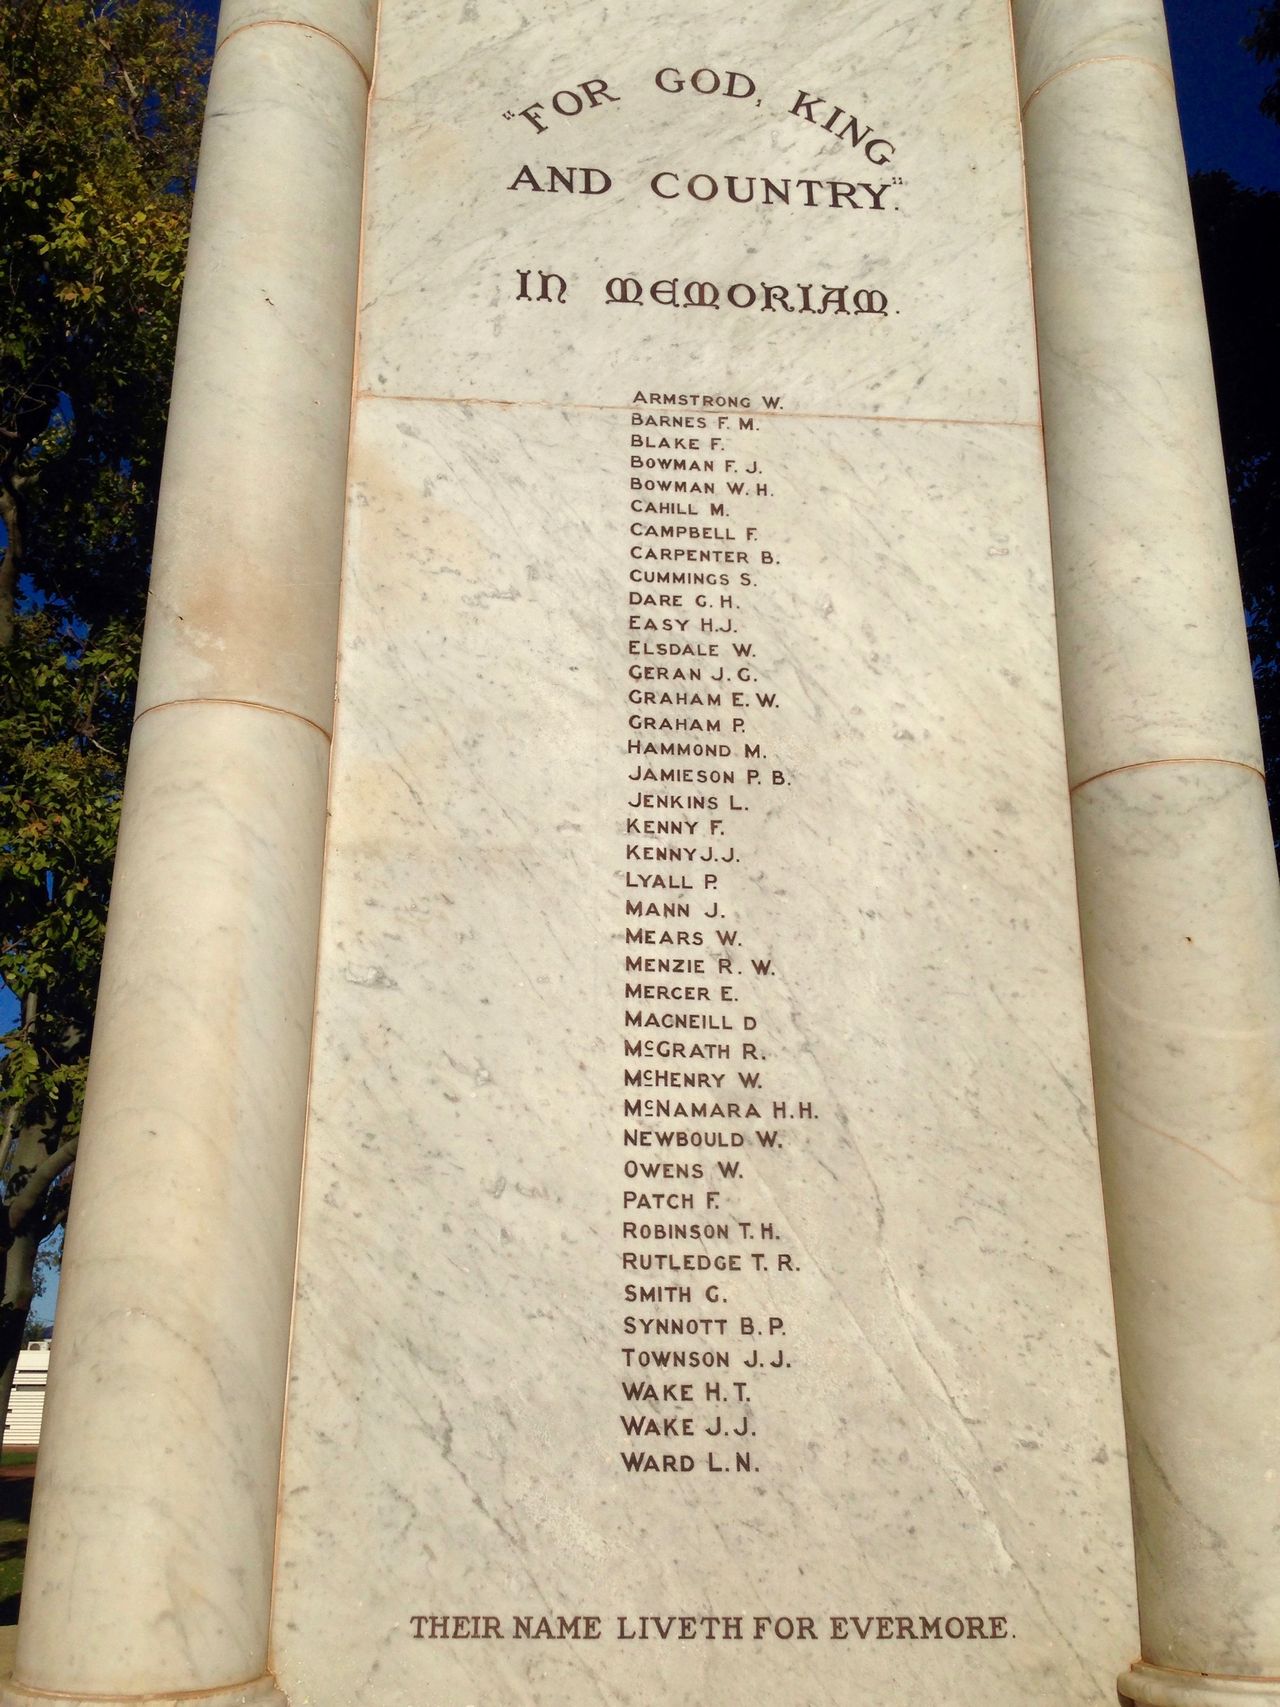 "FOR GOD, KING
AND COUNTRY".
IN MEMORIAM.
ARMSTRONG W.
BARNES F. M.
BLAKE F.
BOWMAN F. J.
BOWMAN W. H.
CAHILL M.
CAMPBELL F.
CARPENTER B.
CUMMINGS S.
DARE G. H.
EASY H.J.
ELSDALE W.
GERAN J. G.
GRAHAM E. W.
GRAHAM P.
HAMMOND M.
JAMIESON P. B.
JENKINS L.
KENNY F.
KENNY J.J.
LYALL P.
MANN J.
MEARS W.
MENZIE R. W.
MERCER E.
MACNEILL D
McGRATH R.
McHENRY W.
McNAMARA H.H.
NEWBOULD W.
OWENS W.
PATCH F.
ROBINSON T. H.
RUTLEDGE T. R.
SMITH G.
SYNNOTT B. P.
TOWNSON J. J.
WAKE H. T.
WAKE J. J.
WARD L. N.
THEIR NAME LIVETH FOR EVERMORE.